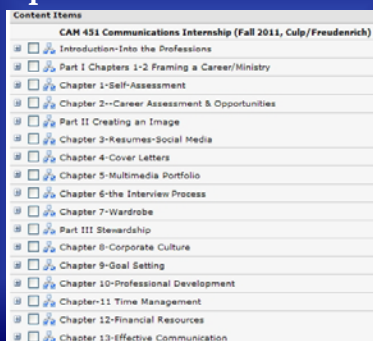 Content Items
CAM 451 Communications Internship (Fall 2011, Culp/Freudenrich)
Introduction-Into the Professions
Part I Chapters 1-2 Framing a Career/Ministry
Chapter 1-Self-Assessment
Chapter 2--Career Assessment & Opportunities
Part II Creating an Image
Chapter 3-Resumes-Social Media
Chapter 4-Cover Letters
Chapter 5-Multimedia Portfolio
Chapter 6-the Interview Process
Chapter 7-Wardrobe
Part III Stewardship
Chapter 8-Corporate Culture
Chapter 9-Goal Setting
Chapter 10-Professional Development
Chapter-11 Time Management
Chapter 12-Financial Resources
Chapter 13-Effective Communication